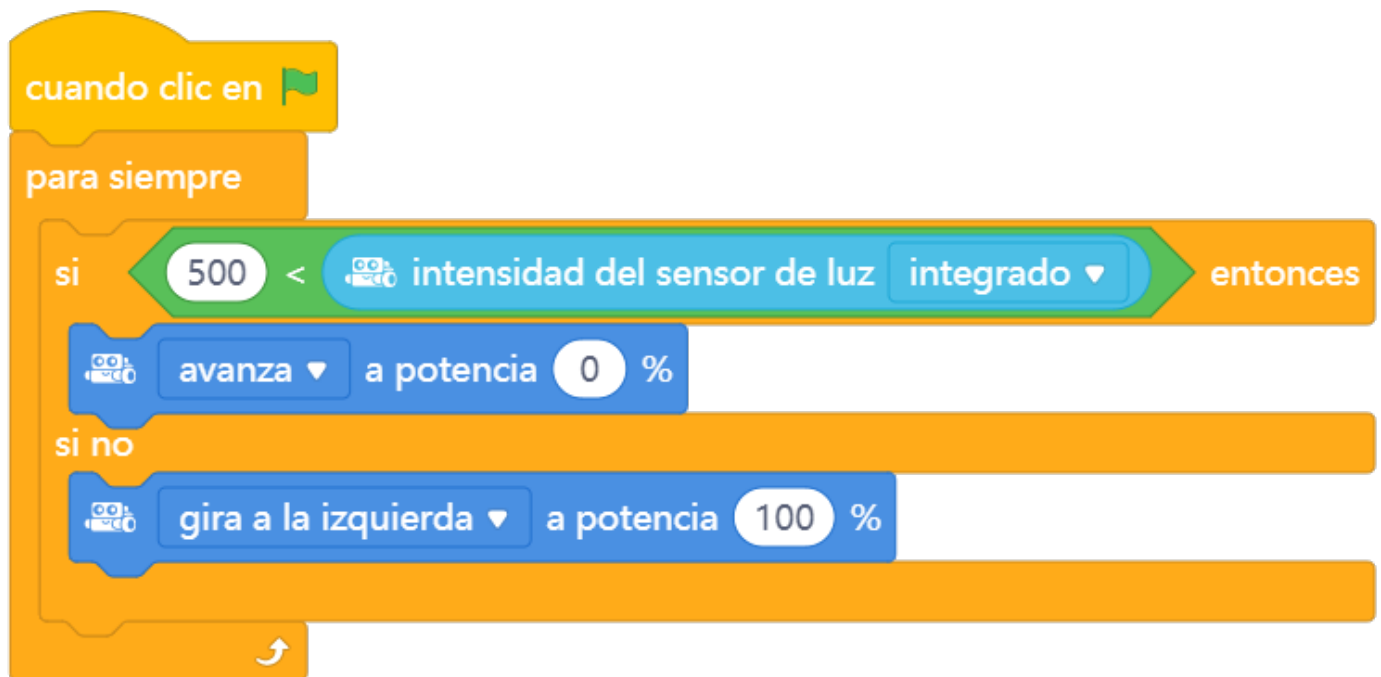 cuando clic en
para siempre
si 500 < intensidad del sensor de luz integrado entonces
avanza a potencia 0 %
si no
gira a la izquierda a potencia 100 %